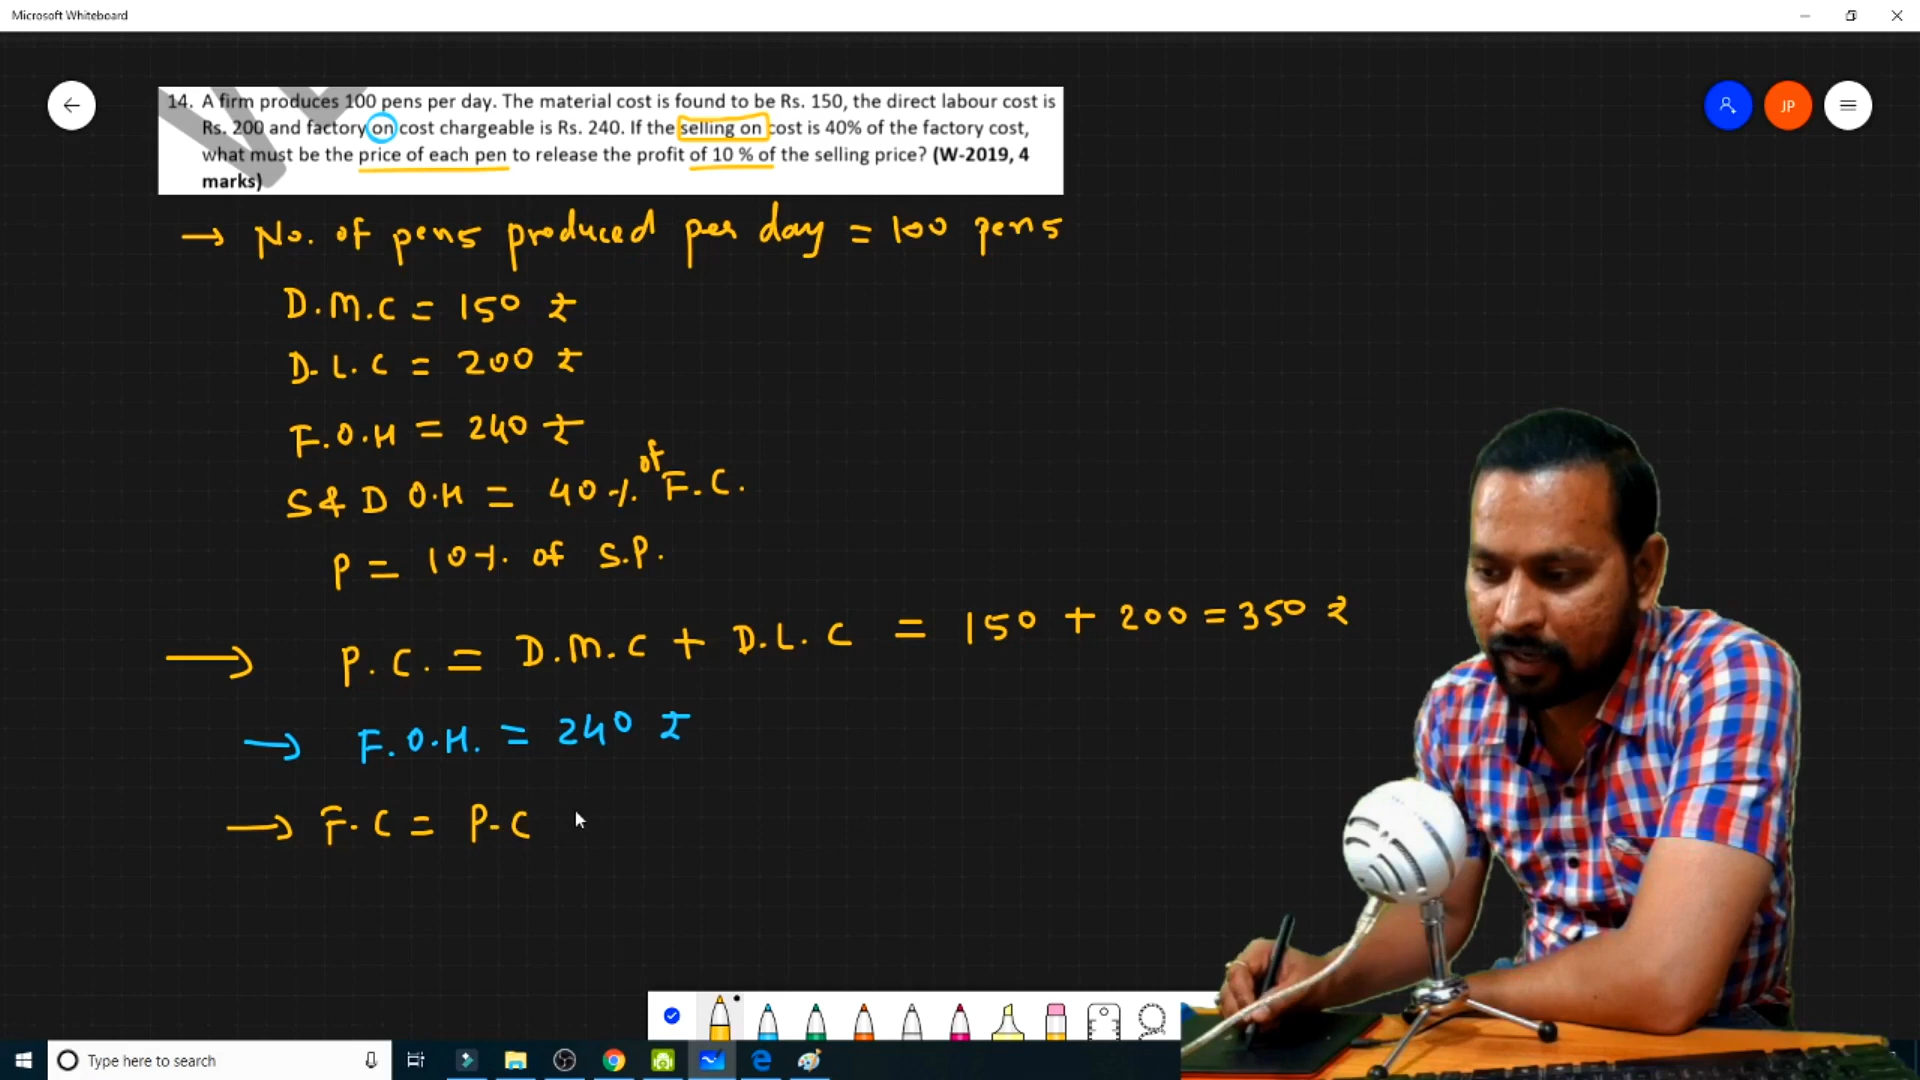 Microsoft Whiteboard
14. A firm produces 100 pens per day. The material cost is found to be Rs. 150, the direct labour cost is
Rs. 200 and factory on cost chargeable is Rs. 240. If the selling on cost is 40% of the factory cost,
what must be the price of each pen to release the profit of 10 % of the selling price? (W-2019, 4
marks)
JP
→ No. of pens produced per day = 100 pens
D.M.C = 150 ₹
D.L.C = 200 ₹
F.O.H = 240 ₹
S & D O.H = 40 % of F.C.
P = 10 % of S.P.
→ P.C. = D.M.C + D.L.C = 150 + 200 = 350 ₹
→ F.O.H. = 240 ₹
→ F.C = P.C
Type here to search